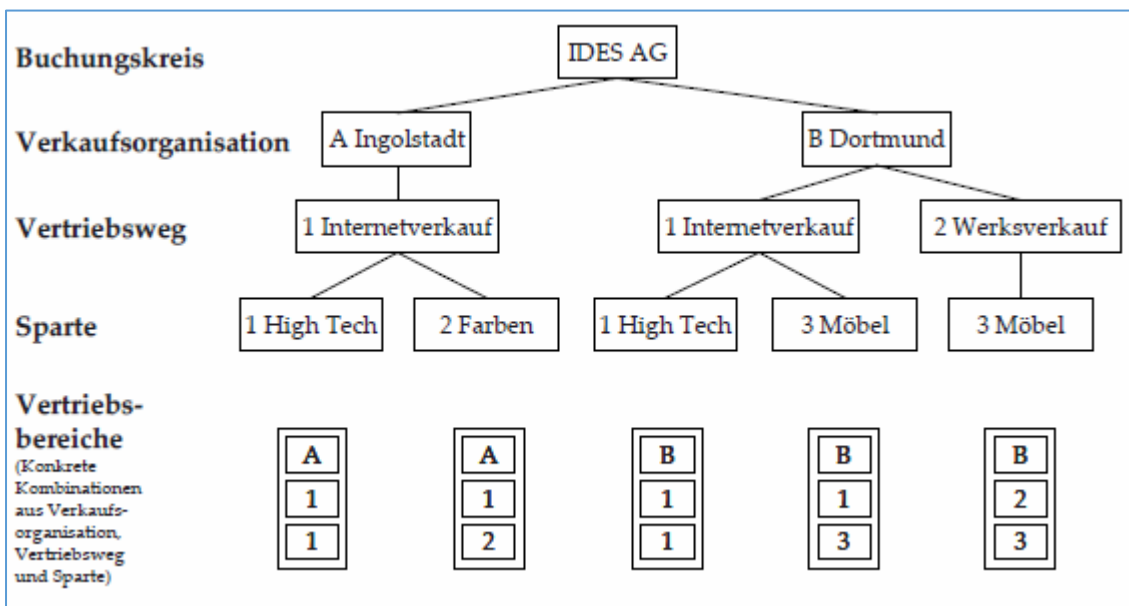 Buchungskreis
IDES AG
Verkaufsorganisation
A Ingolstadt
B Dortmund
Vertriebsweg
1 Internetverkauf
1 Internetverkauf
2 Werksverkauf
Sparte
1 High Tech
2 Farben
1 High Tech
3 Möbel
3 Möbel
Vertriebs-
bereiche
(Konkrete
Kombinationen
aus Verkaufs-
organisation,
Vertriebsweg
und Sparte)
A
A
B
B
B
1
1
1
1
2
1
2
1
3
3